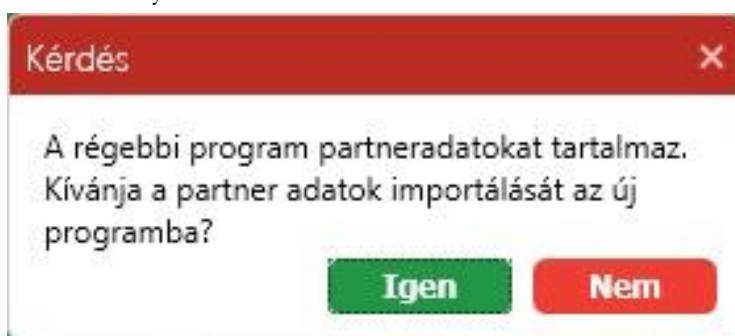 Kérdés
A régebbi program partneradatokat tartalmaz.
Kívánja a partner adatok importálását az új
programba?
Igen Nem